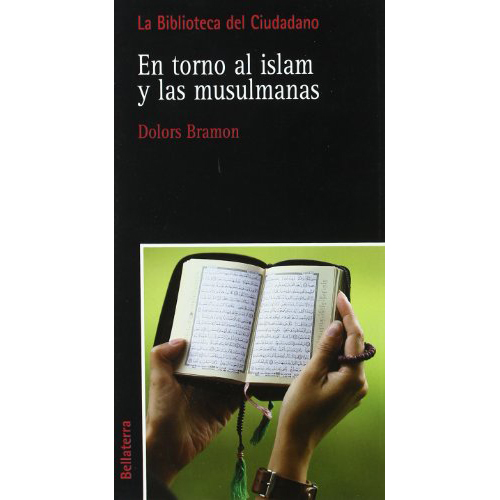 La Biblioteca del Ciudadano
En torno al islam
y las musulmanas
Dolors Bramon
Bellaterra